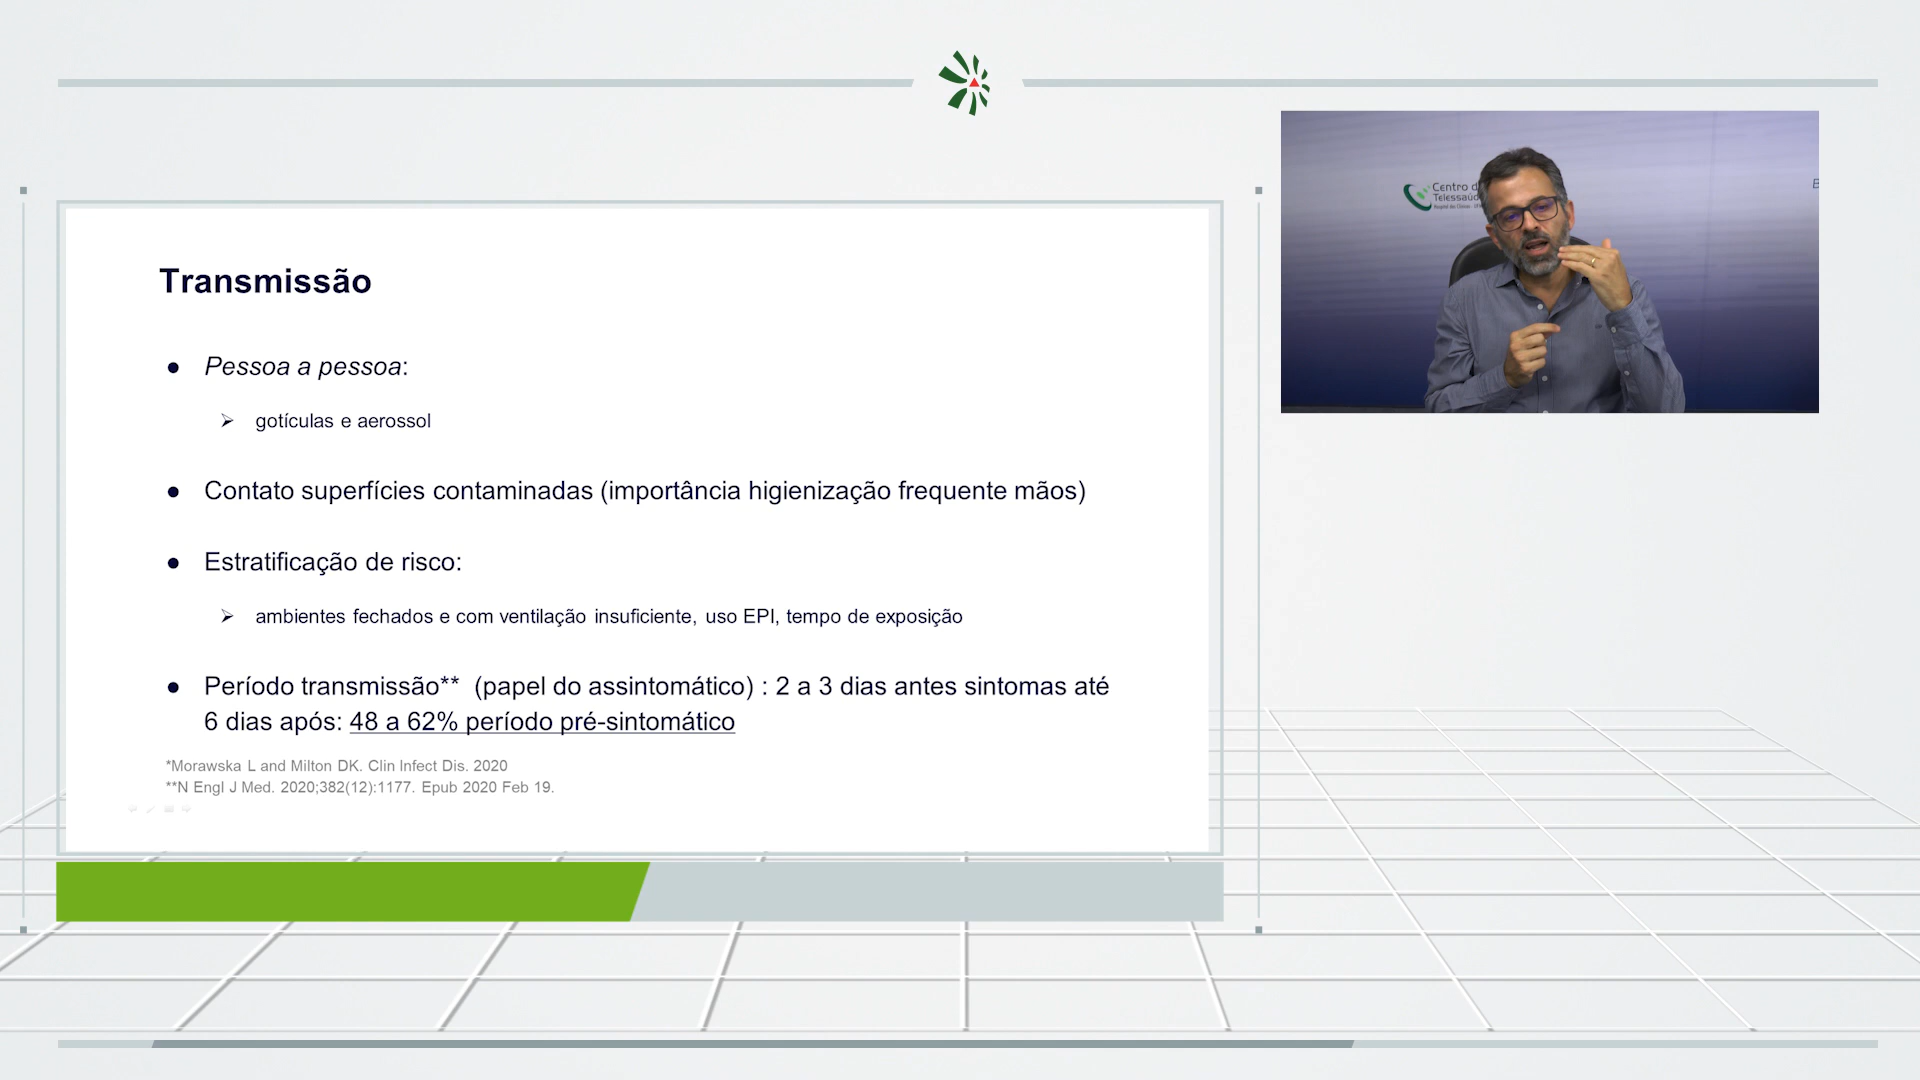 Transmissão
● Pessoa a pessoa:
➢ gotículas e aerossol
● Contato superfícies contaminadas (importância higienização frequente mãos)
● Estratificação de risco:
➢ ambientes fechados e com ventilação insuficiente, uso EPI, tempo de exposição
● Período transmissão** (papel do assintomático) : 2 a 3 dias antes sintomas até
6 dias após: 48 a 62% período pré-sintomático
*Morawska L and Milton DK. Clin Infect Dis. 2020
**N Engl J Med. 2020;382(12):1177. Epub 2020 Feb 19.
Centro d
Telessaúd